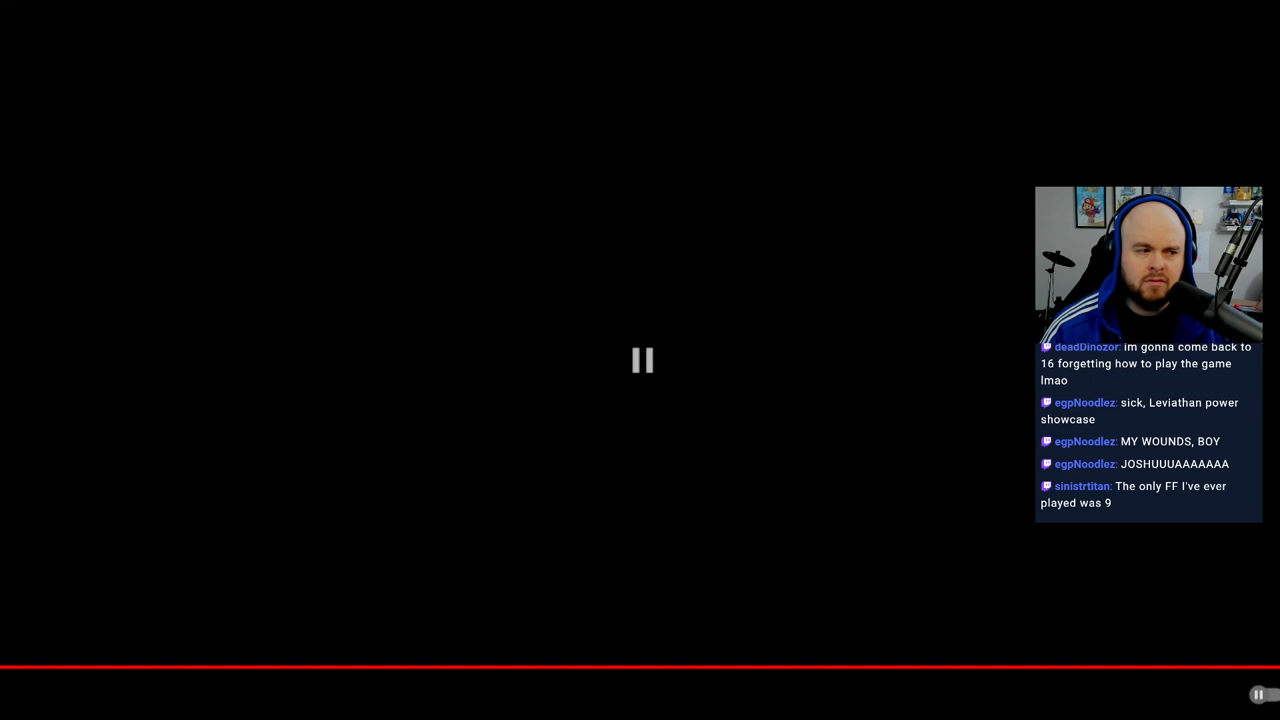 deadDinozor: im gonna come back to
16 forgetting how to play the game
lmao
egpNoodlez: sick, Leviathan power
showcase
egpNoodlez: MY WOUNDS, BOY
egpNoodlez: JOSHUUUAAAAAAA
sinistrtitan: The only FF I've ever
played was 9